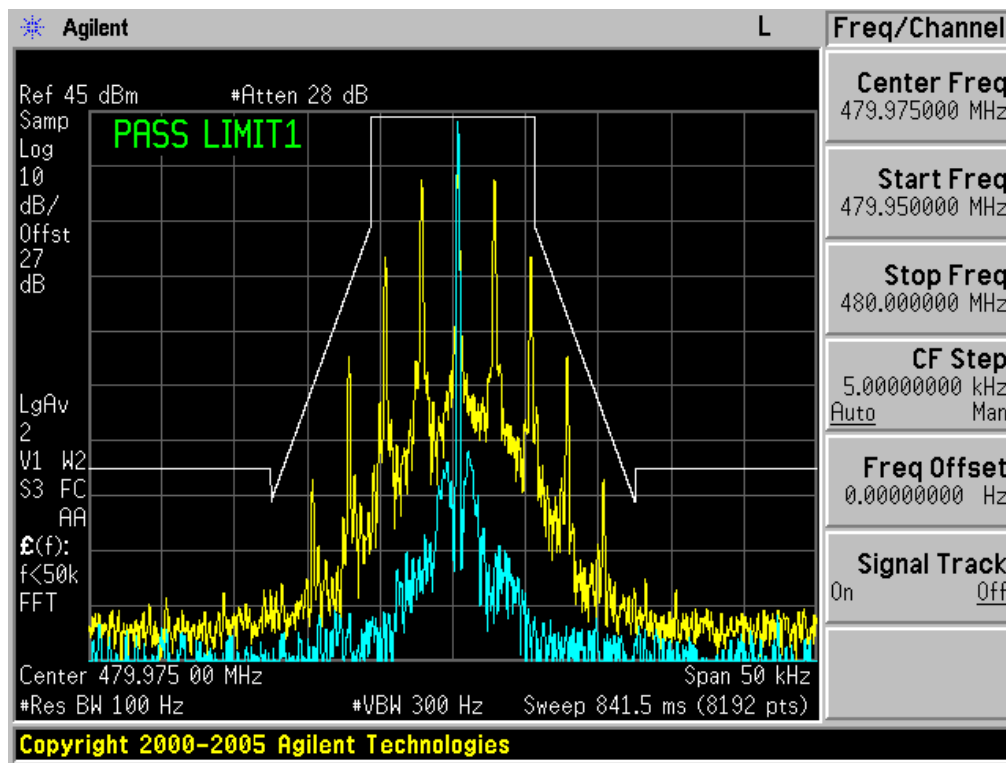 Agilent L Freq/Channel
Ref 45 dBm #Atten 28 dB
PASS LIMIT1
Samp
Log
10
dB/
Offst
27
dB
LgAv
2
V1 W2
S3 FC
AA
£(f):
f<50k
FFT
Center 479.975 00 MHz Span 50 kHz
#Res BW 100 Hz #VBW 300 Hz Sweep 841.5 ms (8192 pts)
Copyright 2000-2005 Agilent Technologies
Center Freq
479.975000 MHz
Start Freq
479.950000 MHz
Stop Freq
480.000000 MHz
CF Step
5.00000000 kHz
Auto Man
Freq Offset
0.00000000 Hz
Signal Track
On Off